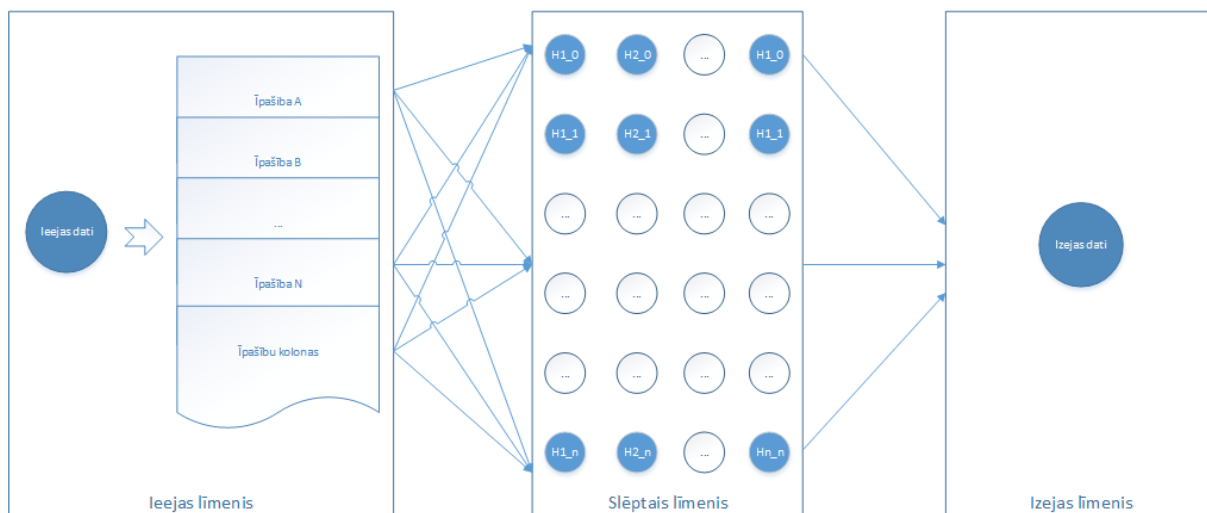 Ieejas dati
Īpašība A
Īpašība B
...
Īpašība N
Īpašību kolonas
Ieejas līmenis
H1_0 H2_0 ... H1_0
H1_1 H2_1 ... H1_1
... ... ... ...
... ... ... ...
... ... ... ...
H1_n H2_n ... Hn_n
Slēptais līmenis
Izejas dati
Izejas līmenis